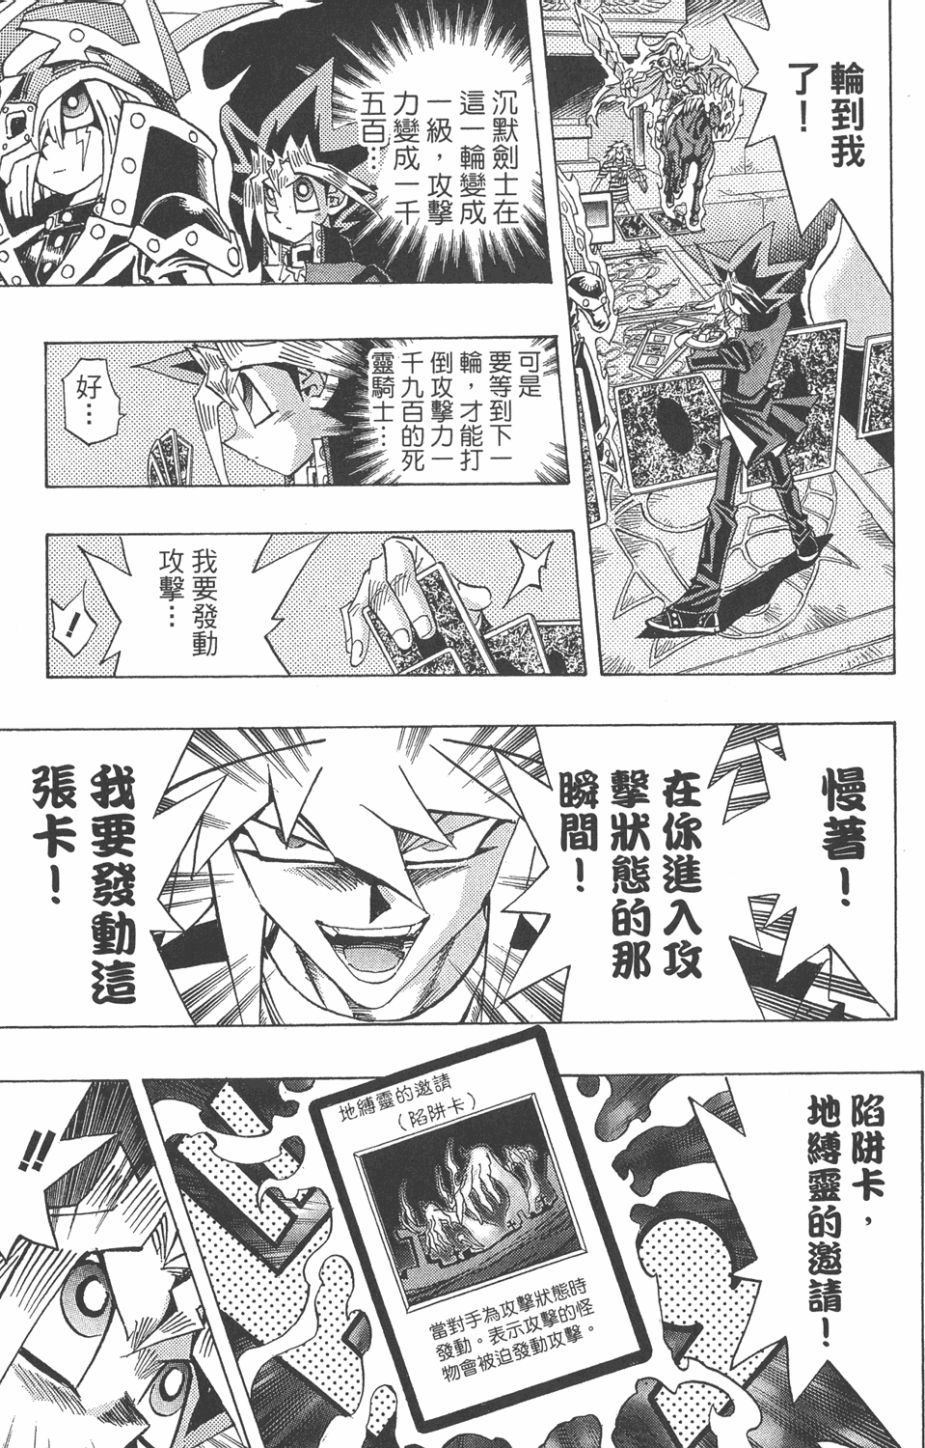 輪到我
了！
沉默劍士在
這一輪變成
一級，攻擊
力變成一千
五百…
可是
要等到下一
輪，才能打
倒攻擊力一
千九百的死
靈騎士…
好…
我要發動
攻擊…
！
慢著！
在你進入攻
擊狀態的那
瞬間！
我要發動這
張卡！
陷阱卡，
地縛靈的邀請！
地縛靈的邀請
（陷阱卡）
當對手為攻擊狀態時
發動。表示攻擊的怪
物會被迫發動攻擊。
!!